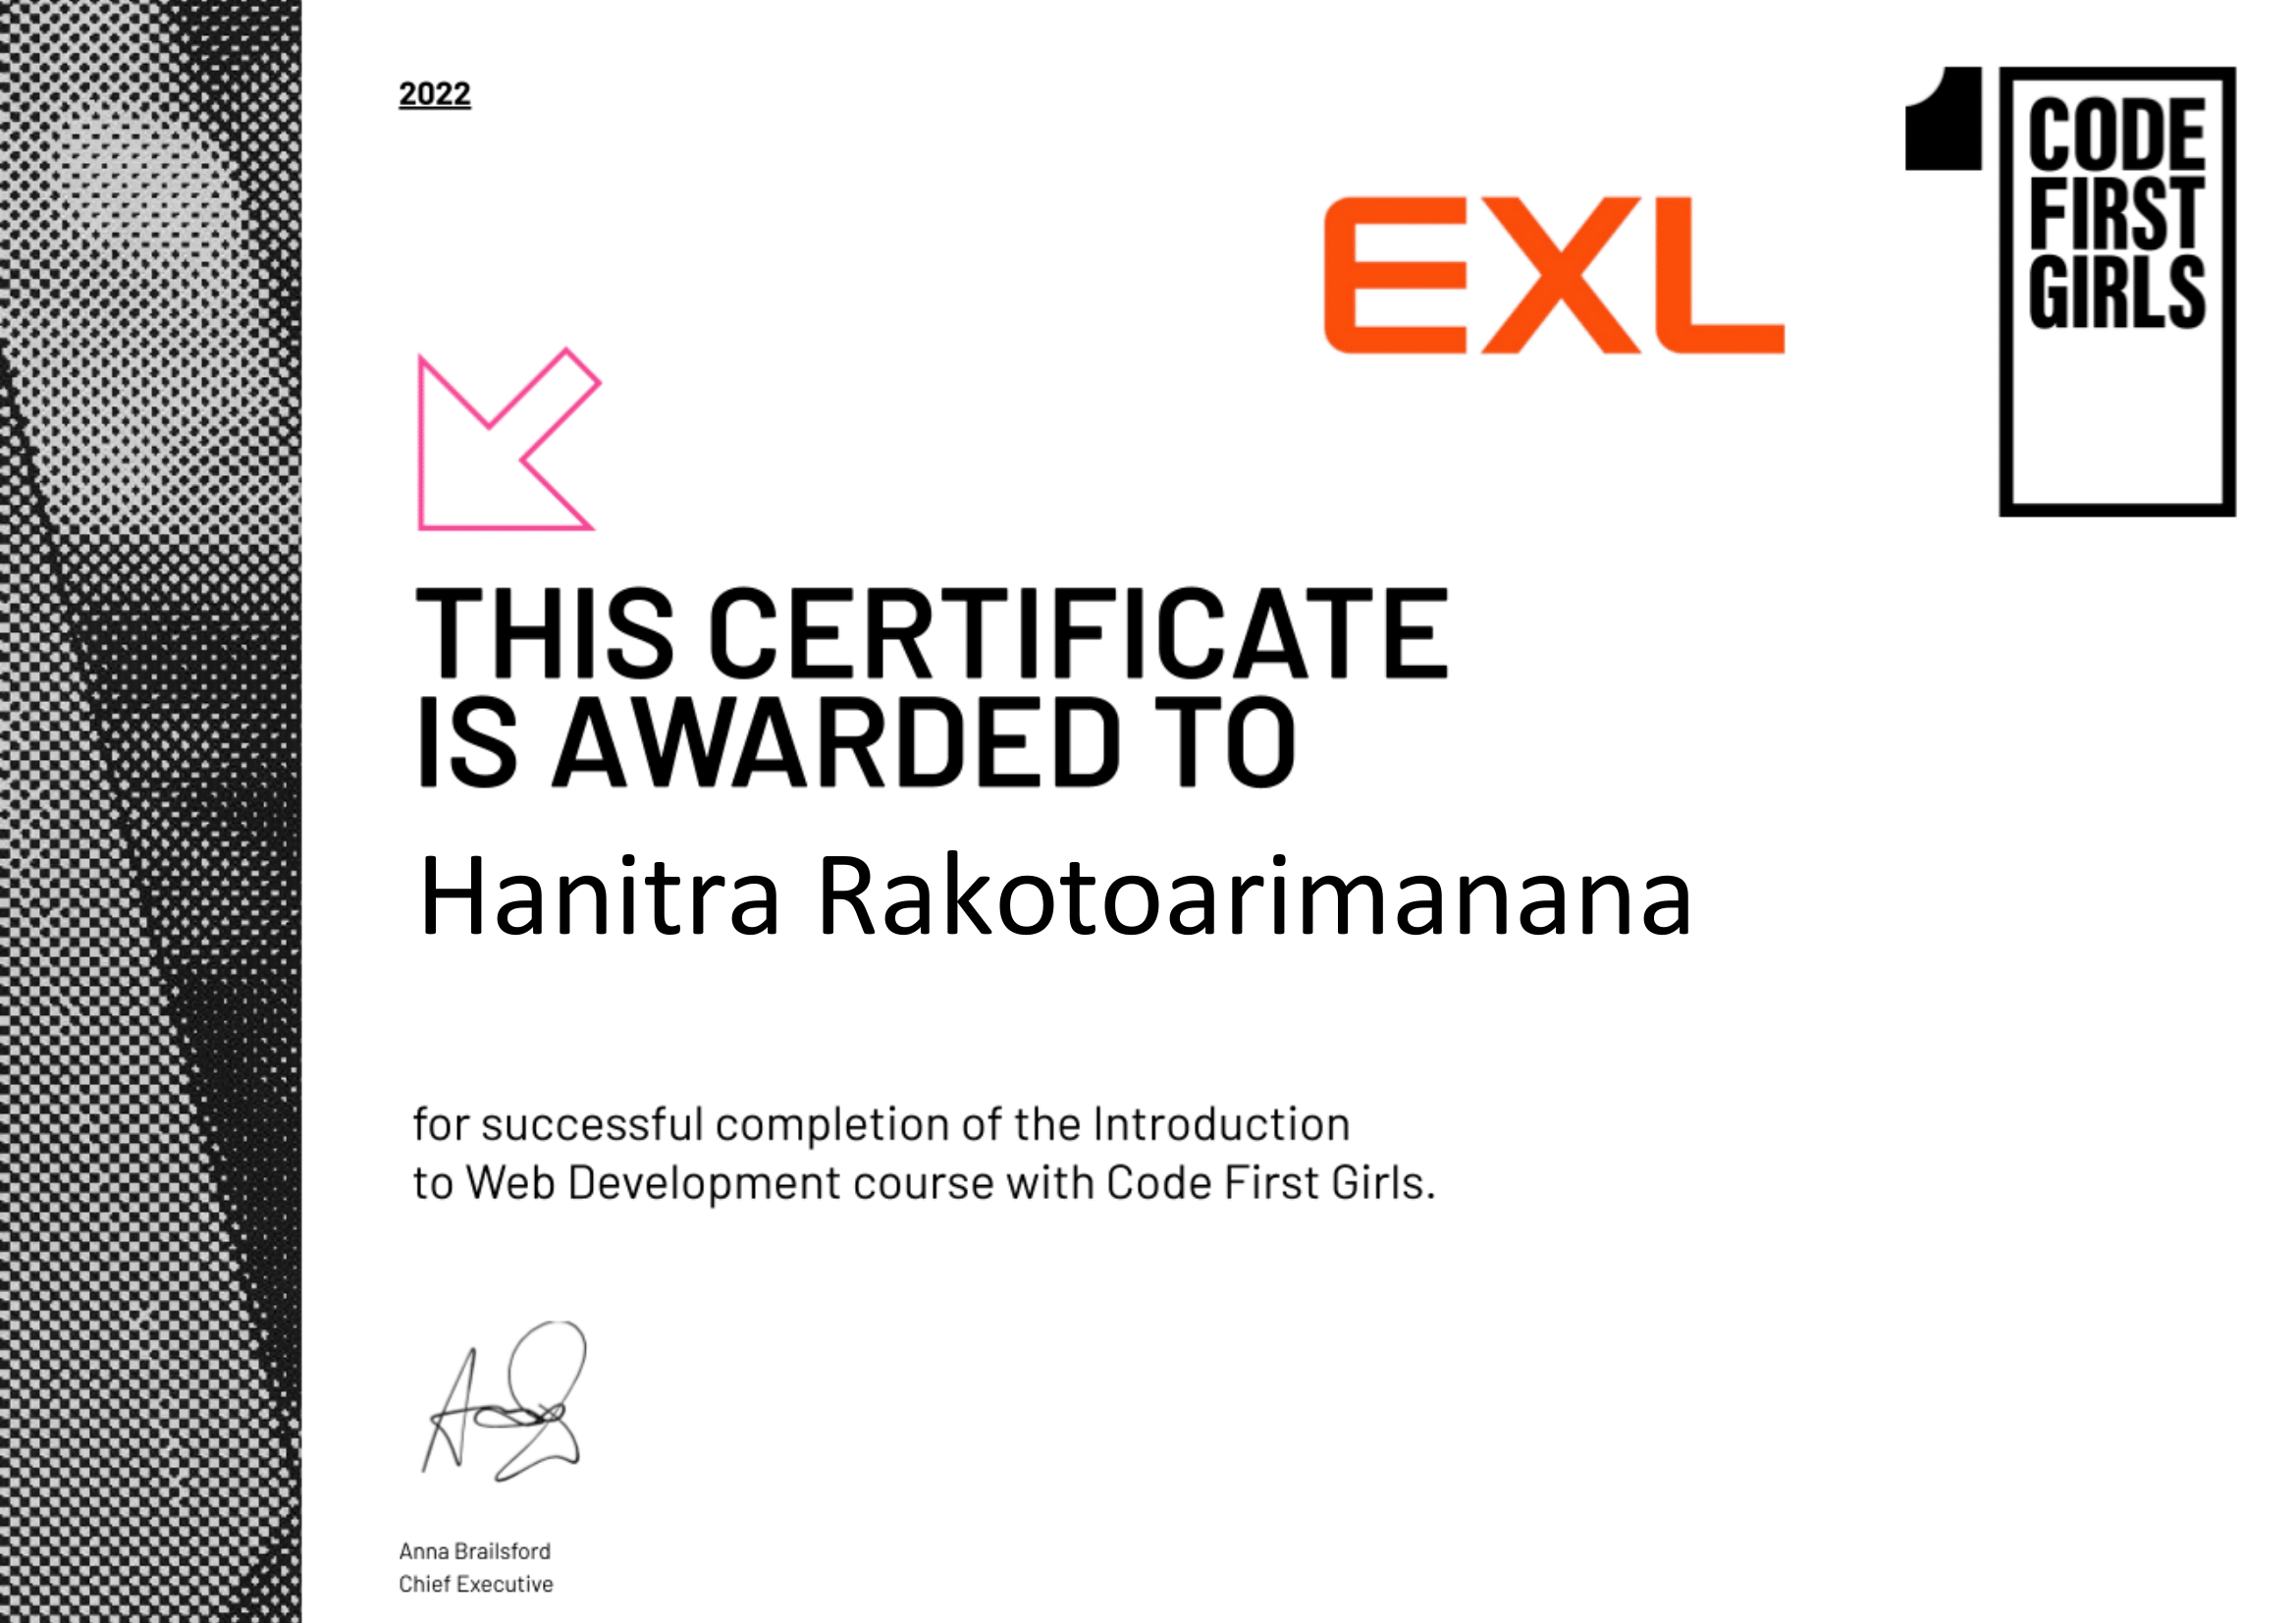 2022
EXL
CODE
FIRST
GIRLS
THIS CERTIFICATE
IS AWARDED TO
Hanitra Rakotoarimanana
for successful completion of the Introduction
to Web Development course with Code First Girls.
Anna Brailsford
Chief Executive